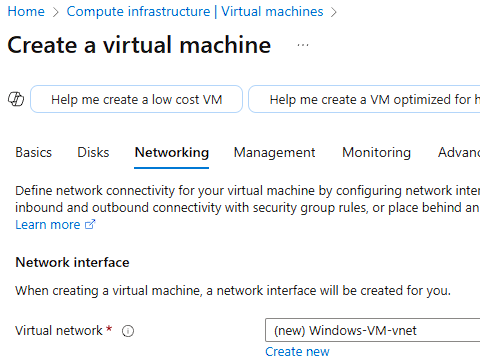 Home > Compute infrastructure | Virtual machines >
Create a virtual machine ...
Help me create a low cost VM Help me create a VM optimized for h
Basics Disks Networking Management Monitoring Advanc
Define network connectivity for your virtual machine by configuring network inter
inbound and outbound connectivity with security group rules, or place behind an
Learn more
Network interface
When creating a virtual machine, a network interface will be created for you.
Virtual network * (new) Windows-VM-vnet
Create new